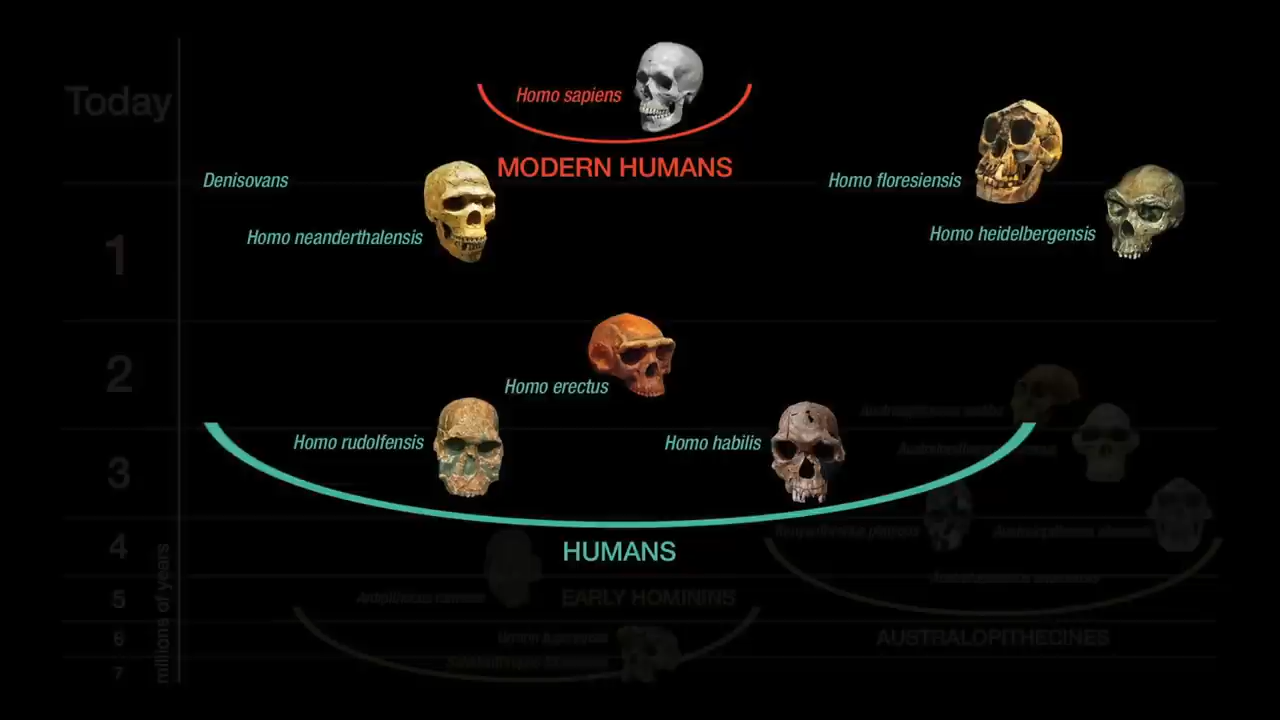 Today
Homo sapiens
MODERN HUMANS
Denisovans
Homo floresiensis
Homo neanderthalensis
Homo heidelbergensis
1
2
Homo erectus
Homo rudolfensis
Homo habilis
3
HUMANS
4
5
EARLY HOMININS
6
AUSTRALOPITHECINES
7
millions of years